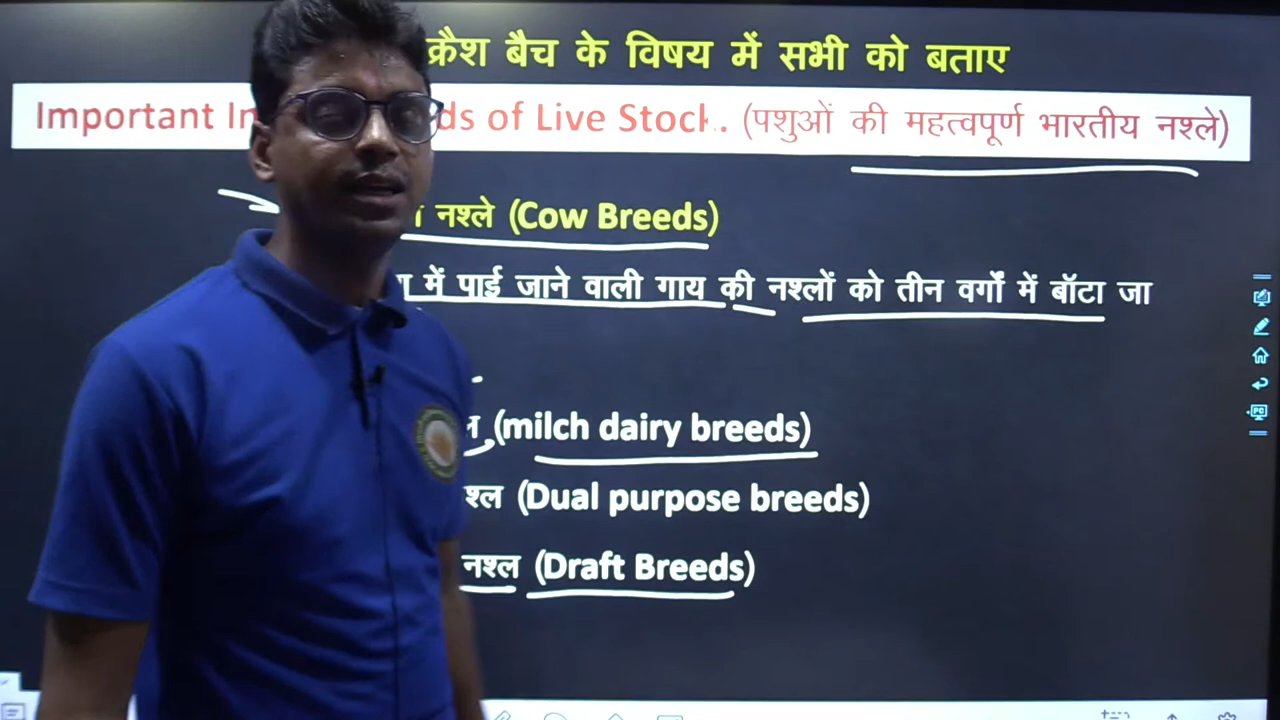 क्रैश बैच के विषय में सभी को बताए
Important In ds of Live Stock. (पशुओं की महत्वपूर्ण भारतीय नश्ले)
नश्ले (Cow Breeds)
में पाई जाने वाली गाय की नश्लों को तीन वर्गों में बॉटा जा
(milch dairy breeds)
श्ल (Dual purpose breeds)
नश्ल (Draft Breeds)